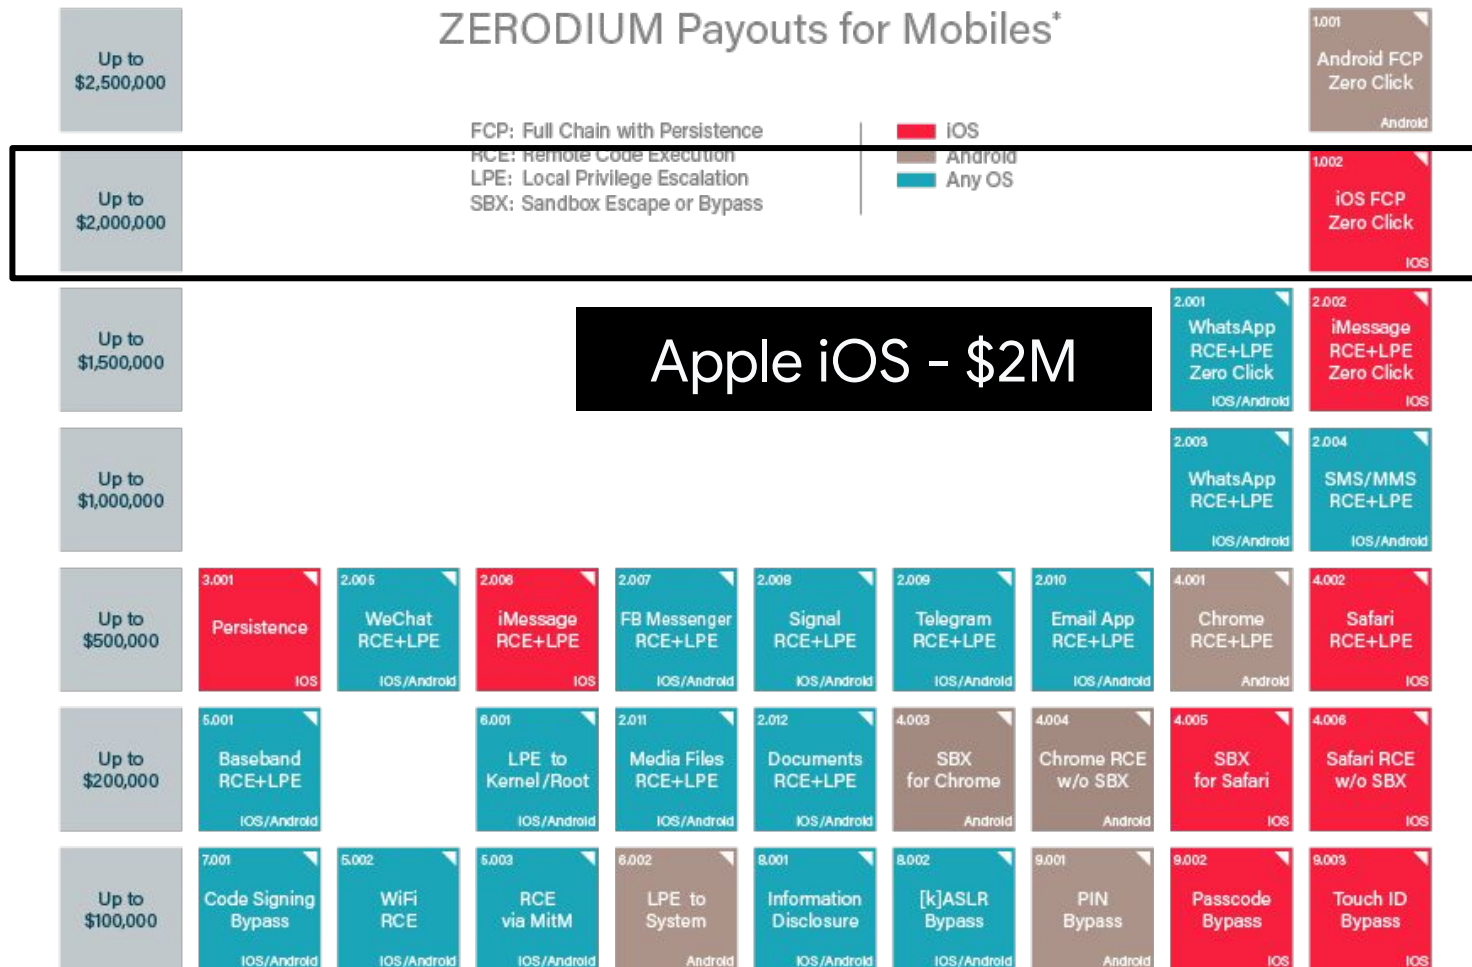 ZERODIUM Payouts for Mobiles*
FCP: Full Chain with Persistence
RCE: Remote Code Execution
LPE: Local Privilege Escalation
SBX: Sandbox Escape or Bypass
iOS
Android
Any OS
Up to
$2,500,000
1.001
Android FCP
Zero Click
Android
Up to
$2,000,000
1.002
iOS FCP
Zero Click
IOS
Apple iOS - $2M
Up to
$1,500,000
2.001
WhatsApp
RCE+LPE
Zero Click
IOS/Android
2.002
iMessage
RCE+LPE
Zero Click
IOS
Up to
$1,000,000
2.003
WhatsApp
RCE+LPE
IOS/Android
2.004
SMS/MMS
RCE+LPE
IOS/Android
Up to
$500,000
3.001
Persistence
IOS
2.005
WeChat
RCE+LPE
IOS/Android
2.006
iMessage
RCE+LPE
IOS
2.007
FB Messenger
RCE+LPE
IOS/Android
2.008
Signal
RCE+LPE
IOS/Android
2.009
Telegram
RCE+LPE
IOS/Android
2.010
Email App
RCE+LPE
IOS/Android
4.001
Chrome
RCE+LPE
Android
4.002
Safari
RCE+LPE
IOS
Up to
$200,000
5.001
Baseband
RCE+LPE
IOS/Android
6.001
LPE to
Kernel/Root
IOS/Android
2.011
Media Files
RCE+LPE
IOS/Android
2.012
Documents
RCE+LPE
IOS/Android
4.003
SBX
for Chrome
Android
4.004
Chrome RCE
w/o SBX
Android
4.005
SBX
for Safari
IOS
4.006
Safari RCE
w/o SBX
IOS
Up to
$100,000
7.001
Code Signing
Bypass
IOS/Android
5.002
WiFi
RCE
IOS/Android
5.003
RCE
via MitM
IOS/Android
6.002
LPE to
System
Android
8.001
Information
Disclosure
IOS/Android
8.002
[k]ASLR
Bypass
IOS/Android
9.001
PIN
Bypass
Android
9.002
Passcode
Bypass
IOS
9.003
Touch ID
Bypass
IOS